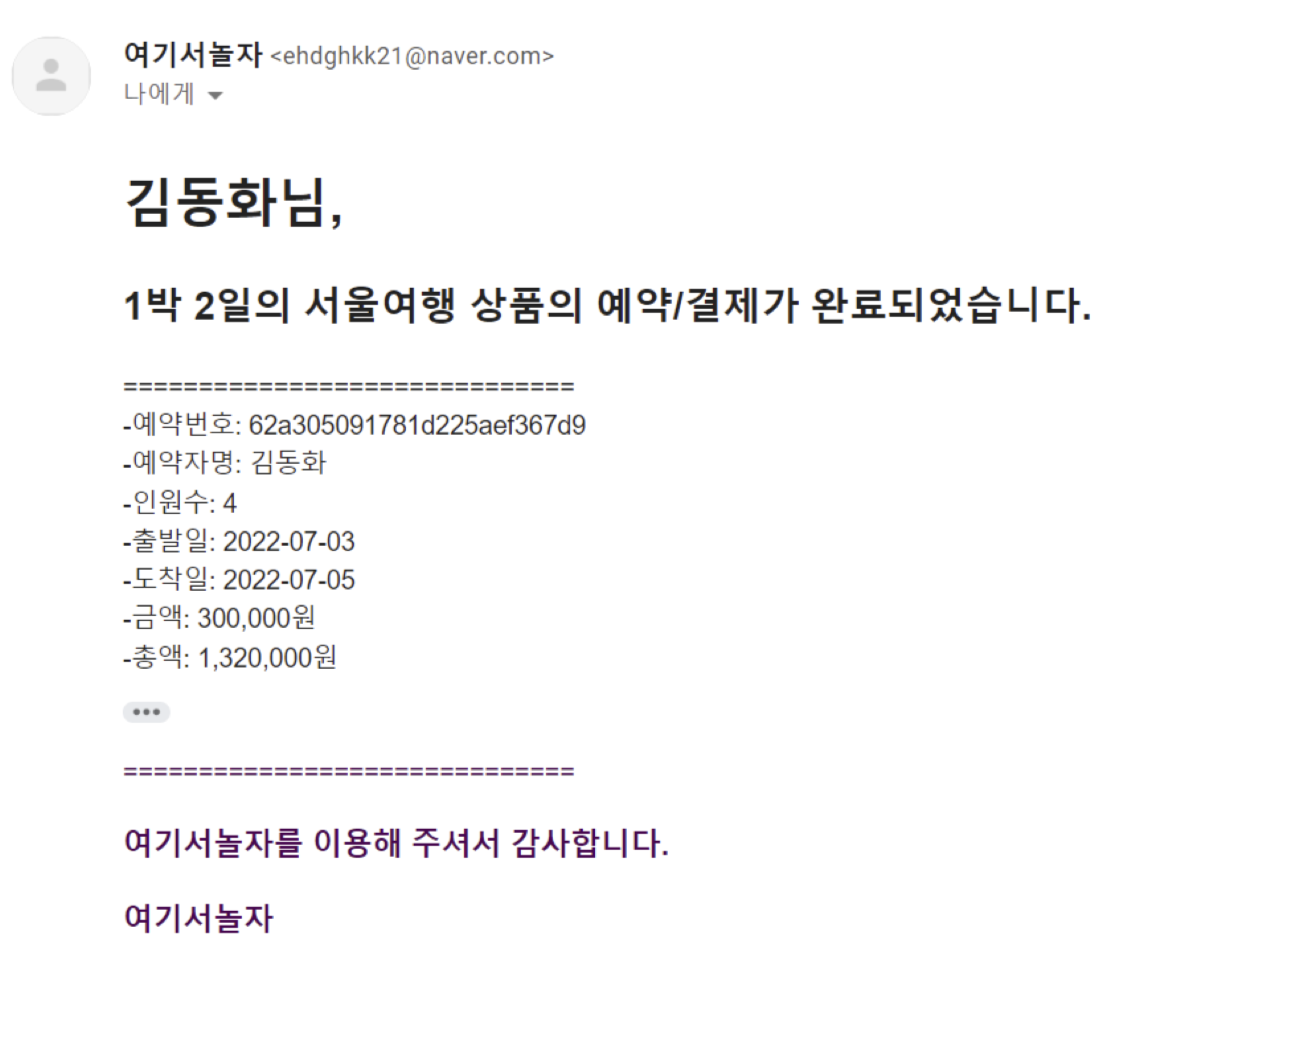 여기서놀자 <ehdghkk21@naver.com>
나에게
김동화님,
1박 2일의 서울여행 상품의 예약/결제가 완료되었습니다.
==============================
-예약번호: 62a305091781d225aef367d9
-예약자명: 김동화
-인원수: 4
-출발일: 2022-07-03
-도착일: 2022-07-05
-금액: 300,000원
-총액: 1,320,000원
==============================
여기서놀자를 이용해 주셔서 감사합니다.
여기서놀자